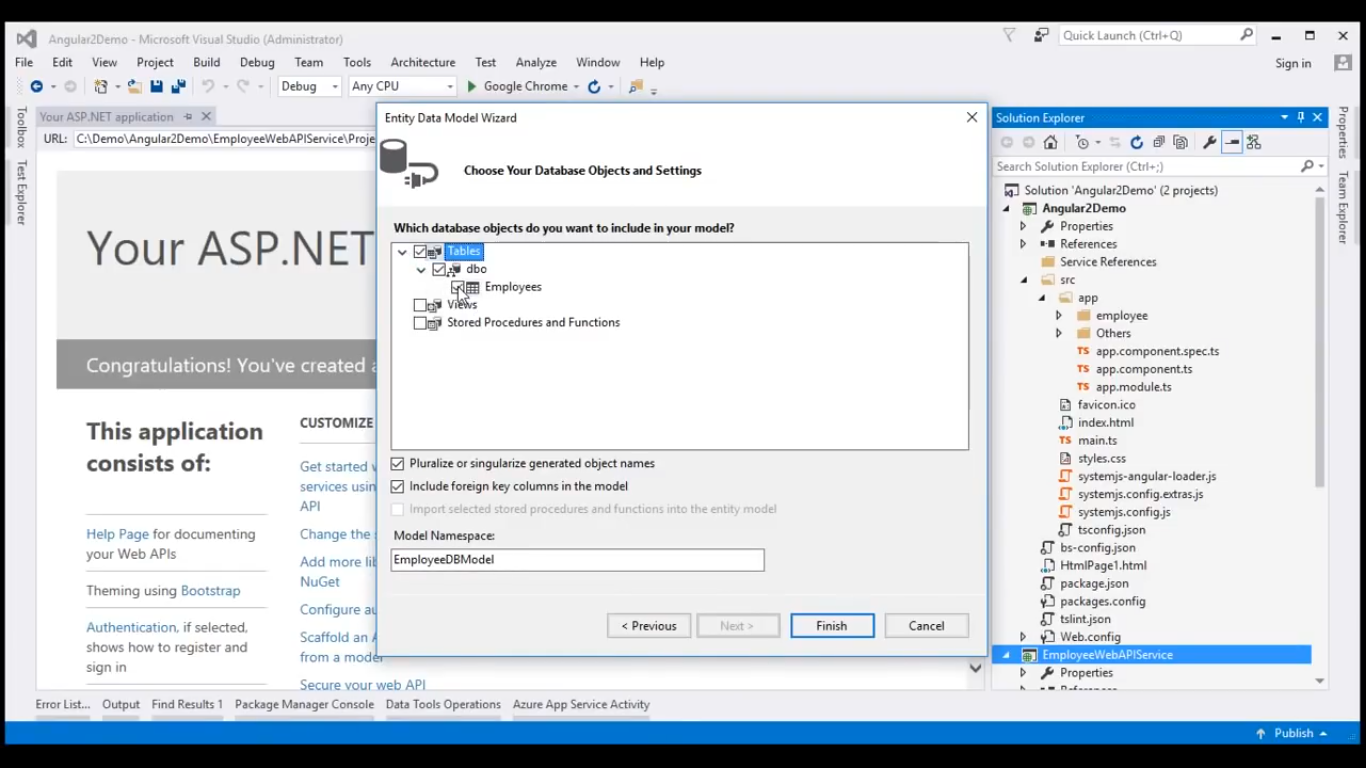 Angular2Demo - Microsoft Visual Studio (Administrator)
Quick Launch (Ctrl+Q)
File Edit View Project Build Debug Team Tools Architecture Test Analyze Window Help
Sign in
Debug Any CPU Google Chrome
Toolbox
Test Explorer
Your ASP.NET application
URL: C:\Demo\Angular2Demo\EmployeeWebAPIService\Proje
Your ASP.NET
Congratulations! You've created a
This application
consists of:
Help Page for documenting
your Web APIs
Theming using Bootstrap
Authentication, if selected,
shows how to register and
sign in
CUSTOMIZE
Get started w
services using
API
Change the
Add more lib
NuGet
Configure au
Scaffold an A
from a model
Secure your web API
Entity Data Model Wizard
Choose Your Database Objects and Settings
Which database objects do you want to include in your model?
Tables
dbo
Employees
Views
Stored Procedures and Functions
Pluralize or singularize generated object names
Include foreign key columns in the model
Import selected stored procedures and functions into the entity model
Model Namespace:
EmployeeDBModel
< Previous Next > Finish Cancel
Solution Explorer
Search Solution Explorer (Ctrl+;)
Solution 'Angular2Demo' (2 projects)
Angular2Demo
Properties
References
Service References
src
app
employee
Others
TS app.component.spec.ts
TS app.component.ts
TS app.module.ts
favicon.ico
index.html
TS main.ts
styles.css
systemjs-angular-loader.js
systemjs.config.extras.js
systemjs.config.js
tsconfig.json
bs-config.json
HtmlPage1.html
package.json
packages.config
tslint.json
Web.config
EmployeeWebAPIService
Properties
References
Properties
Team Explorer
Error List... Output Find Results 1 Package Manager Console Data Tools Operations Azure App Service Activity
Publish